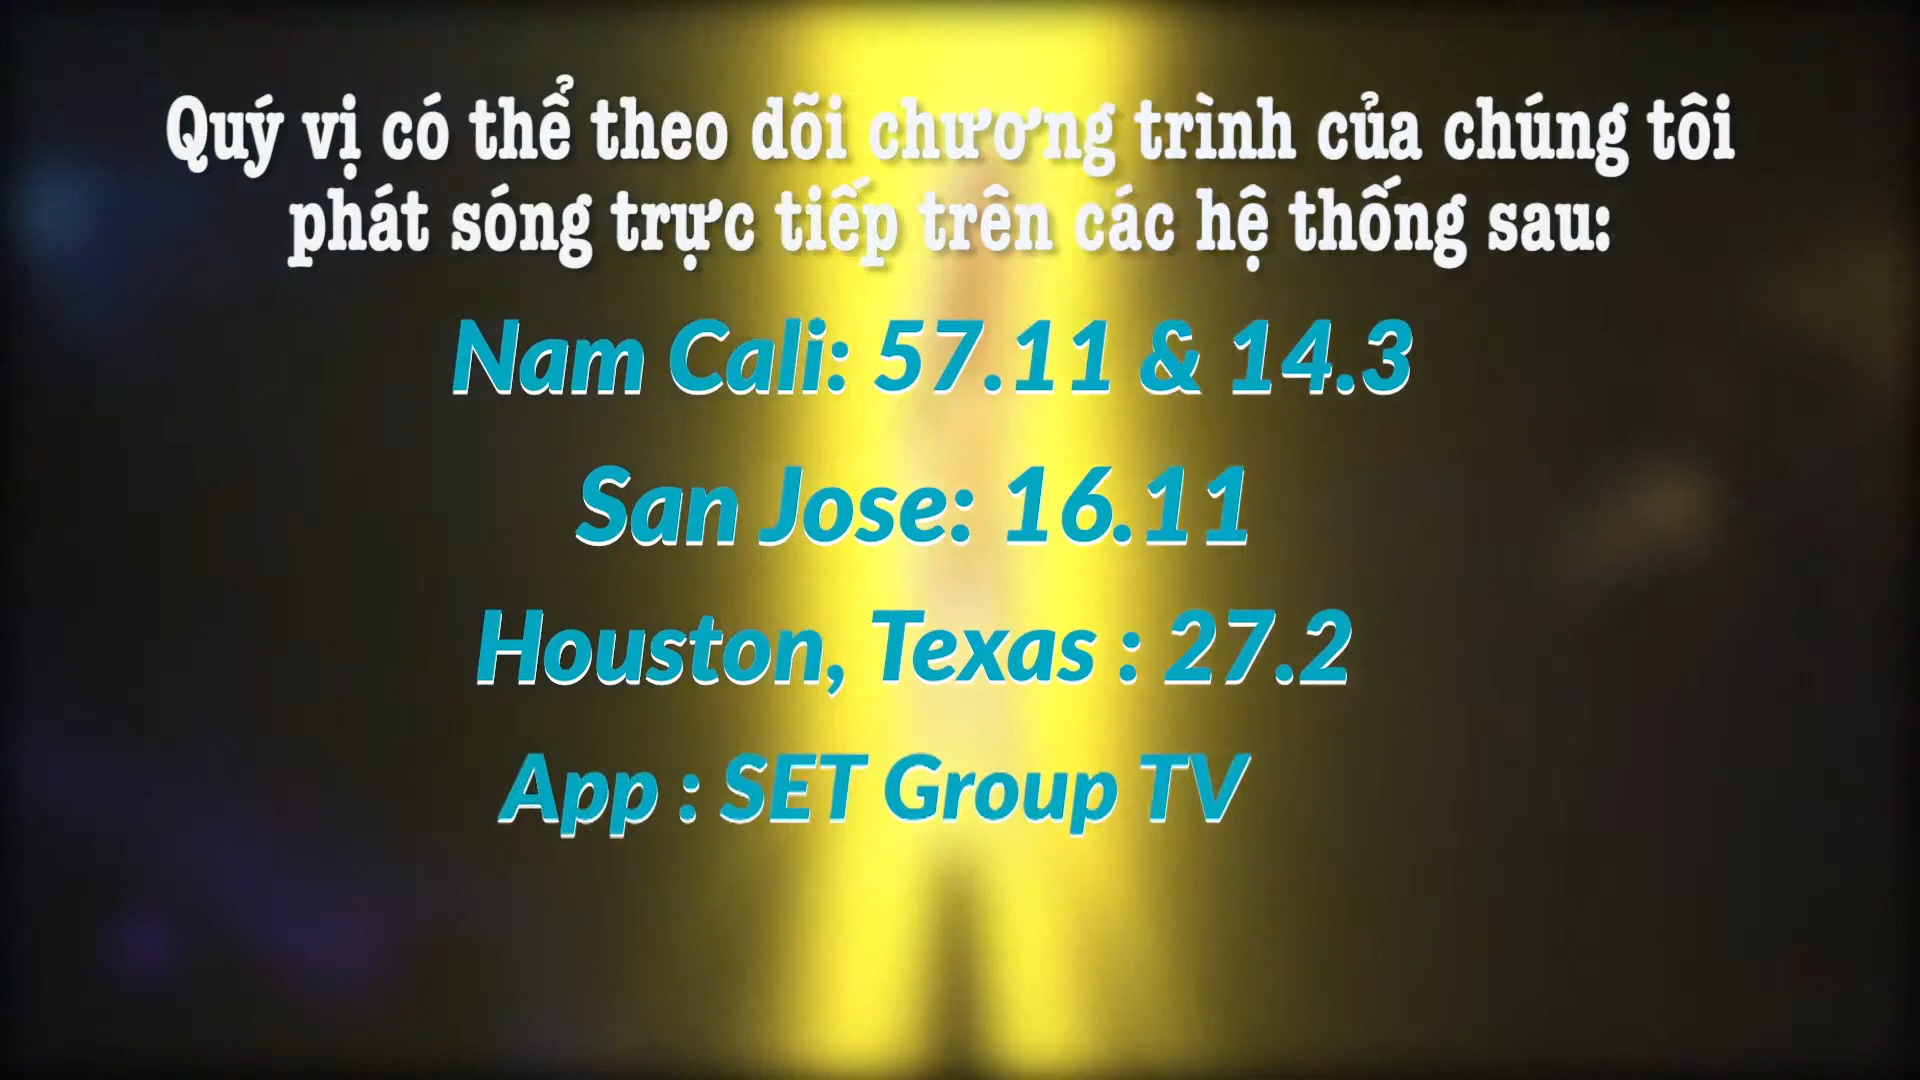 Quý vị có thể theo dõi chương trình của chúng tôi
phát sóng trực tiếp trên các hệ thống sau:
Nam Cali: 57.11 & 14.3
San Jose: 16.11
Houston, Texas : 27.2
App : SET Group TV